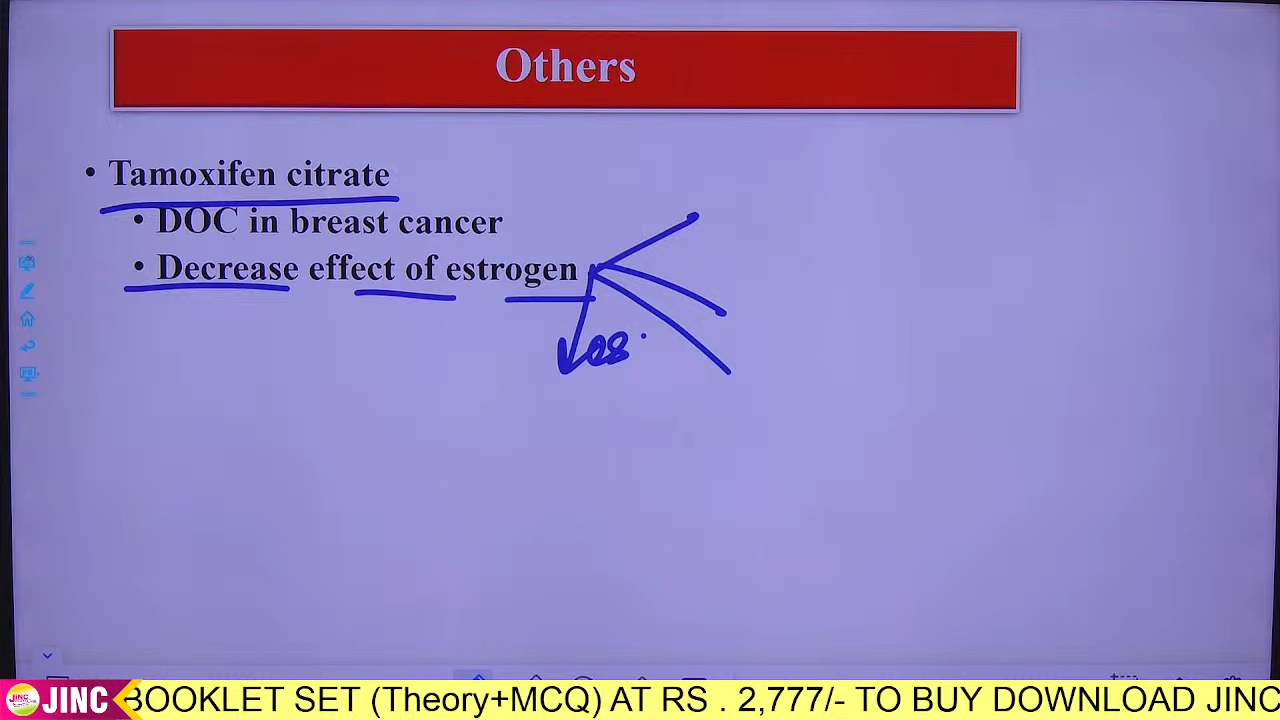 Others
• Tamoxifen citrate
• DOC in breast cancer
• Decrease effect of estrogen
JINC
JINC BOOKLET SET (Theory+MCQ) AT RS . 2,777/- TO BUY DOWNLOAD JINC